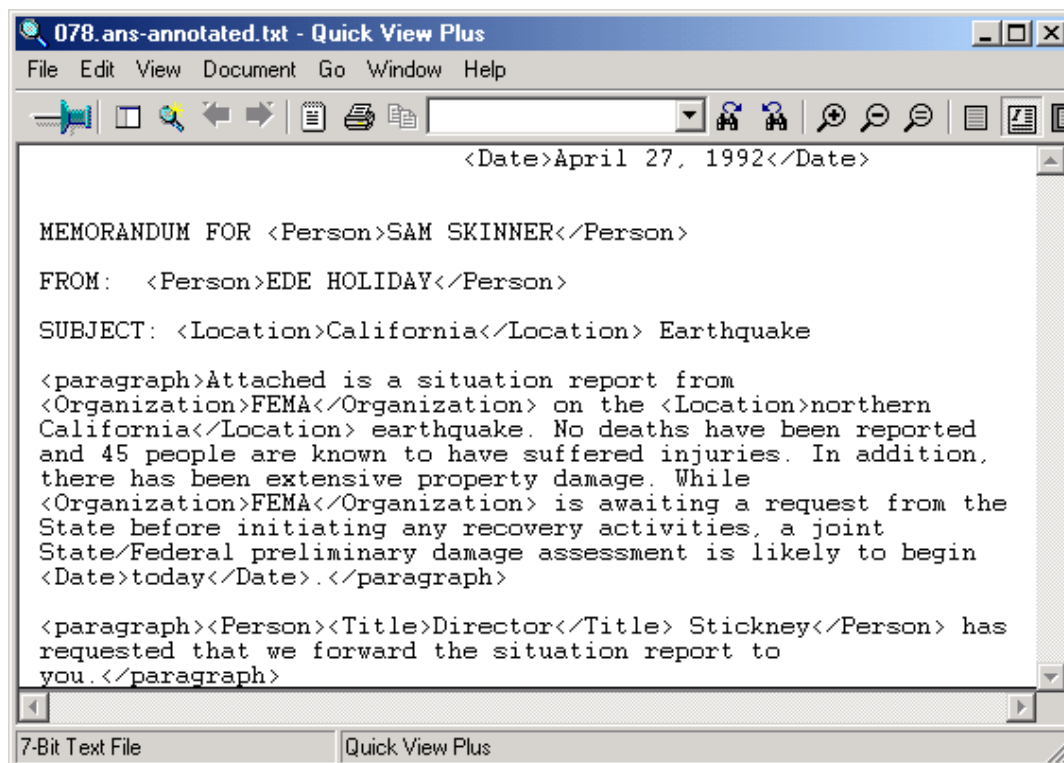 078.ans-annotated.txt - Quick View Plus
File Edit View Document Go Window Help
<Date>April 27, 1992</Date>
MEMORANDUM FOR <Person>SAM SKINNER</Person>
FROM: <Person>EDE HOLIDAY</Person>
SUBJECT: <Location>California</Location> Earthquake
<paragraph>Attached is a situation report from
<Organization>FEMA</Organization> on the <Location>northern
California</Location> earthquake. No deaths have been reported
and 45 people are known to have suffered injuries. In addition,
there has been extensive property damage. While
<Organization>FEMA</Organization> is awaiting a request from the
State before initiating any recovery activities, a joint
State/Federal preliminary damage assessment is likely to begin
<Date>today</Date>.</paragraph>
<paragraph><Person><Title>Director</Title> Stickney</Person> has
requested that we forward the situation report to
you.</paragraph>
7-Bit Text File Quick View Plus